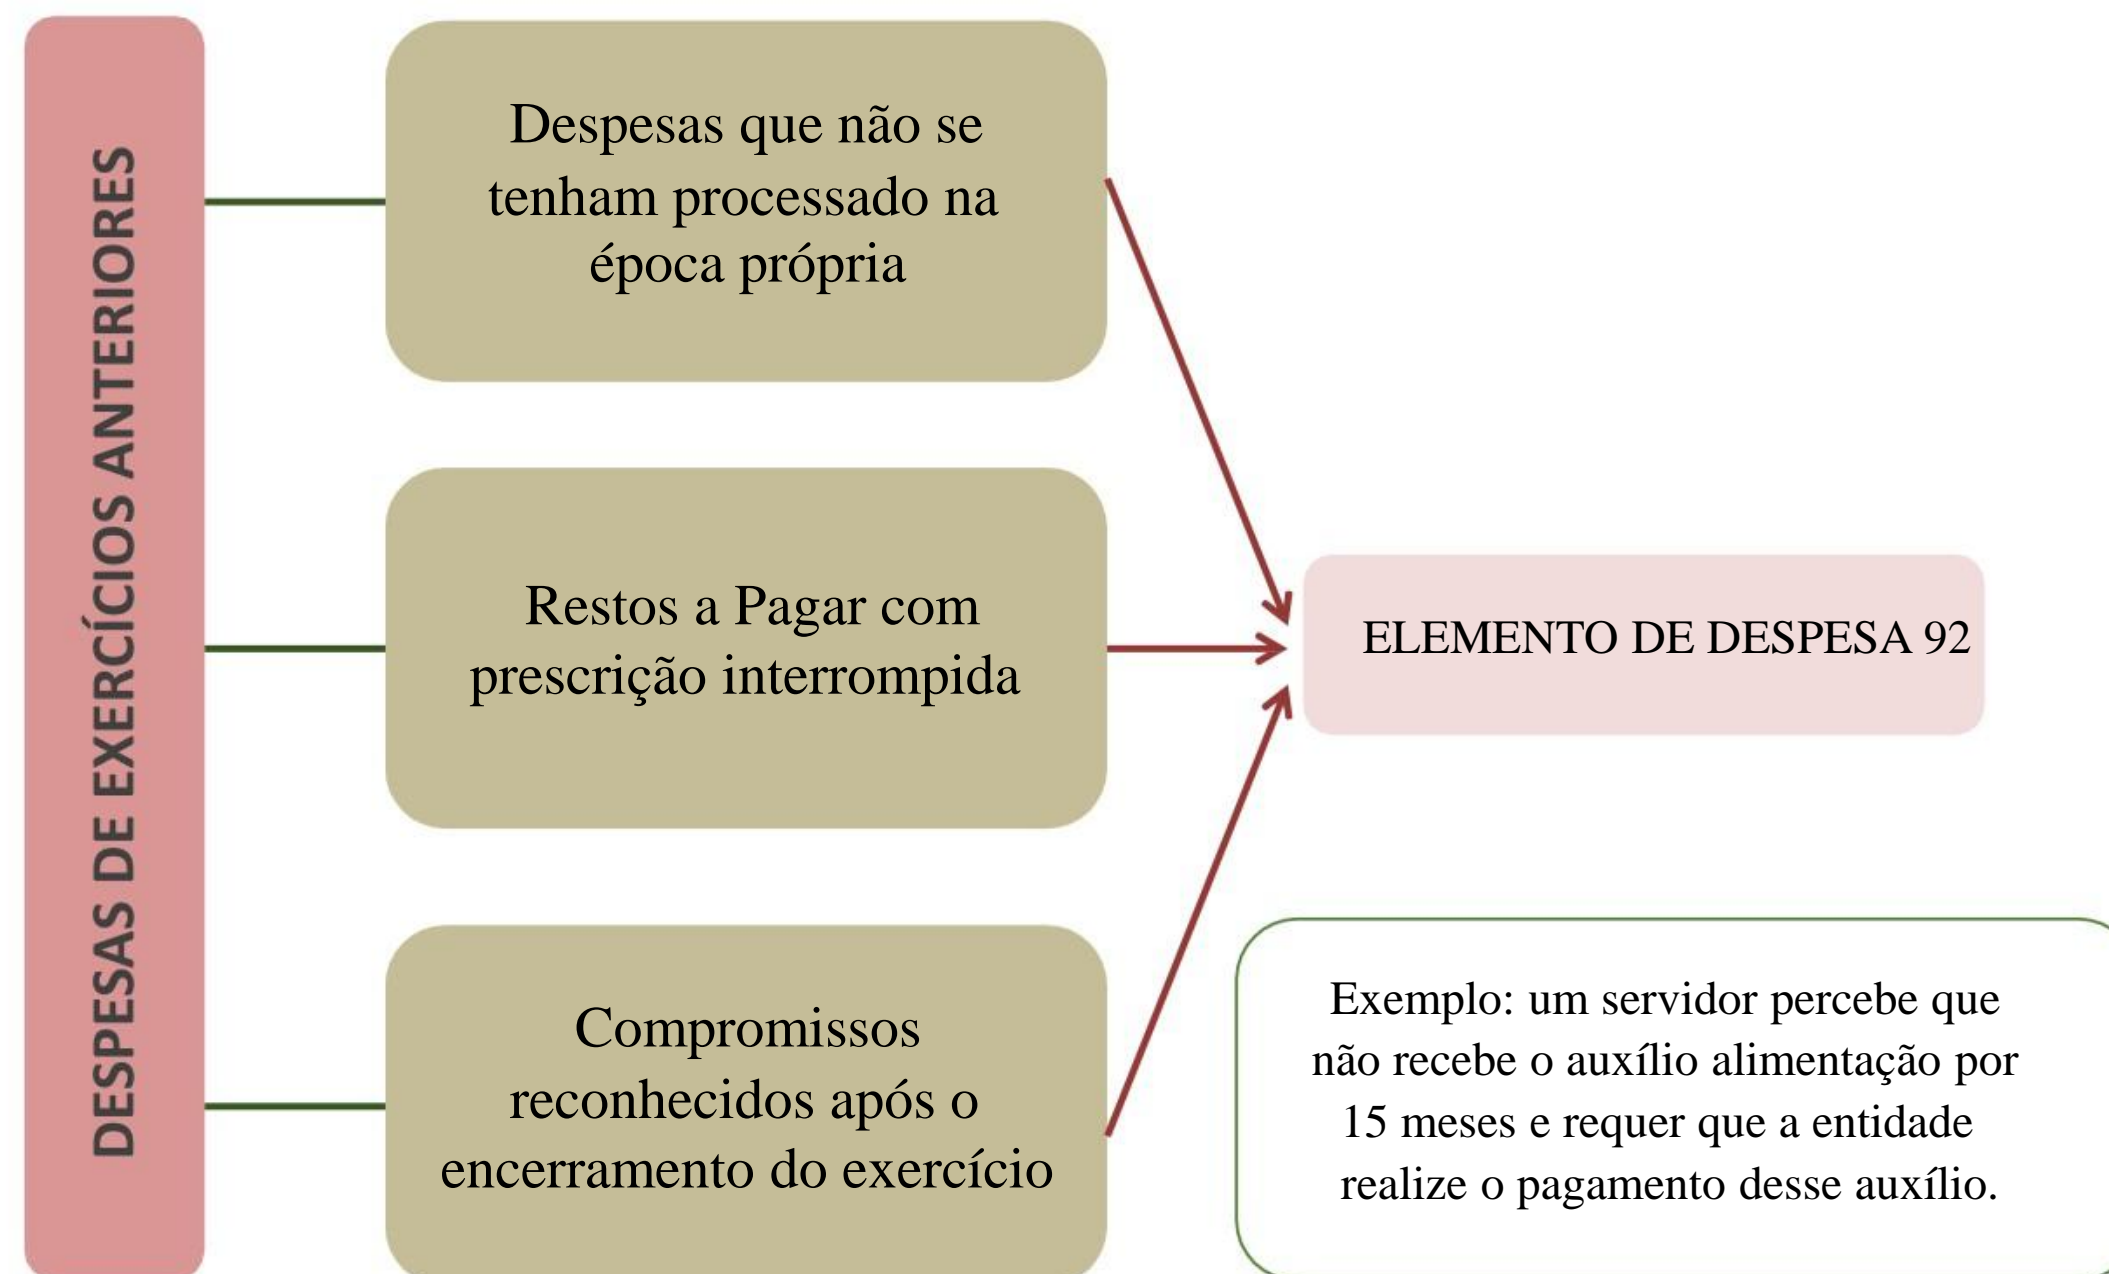 DESPESAS DE EXERCÍCIOS ANTERIORES
Despesas que não se
tenham processado na
época própria
Restos a Pagar com
prescrição interrompida
Compromissos
reconhecidos após o
encerramento do exercício
ELEMENTO DE DESPESA 92
Exemplo: um servidor percebe que
não recebe o auxílio alimentação por
15 meses e requer que a entidade
realize o pagamento desse auxílio.